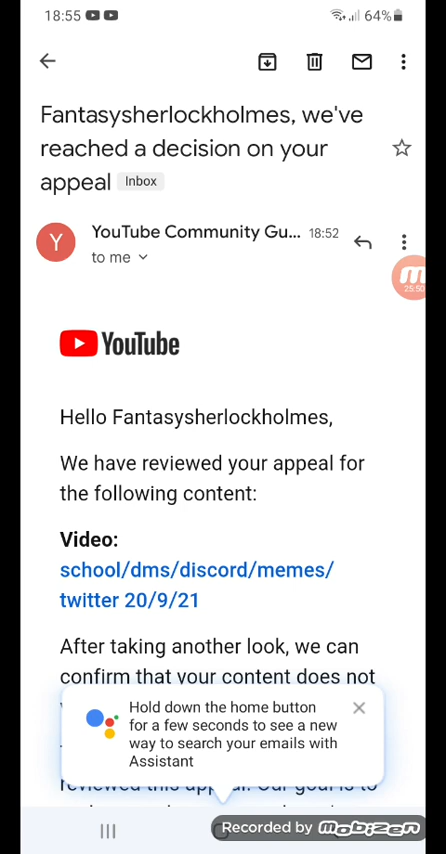 18:55 64%
Fantasysherlockholmes, we've
reached a decision on your
appeal Inbox
Y
YouTube Community Gu... 18:52
to me
25:50
YouTube
Hello Fantasysherlockholmes,
We have reviewed your appeal for
the following content:
Video:
school/dms/discord/memes/
twitter 20/9/21
After taking another look, we can
confirm that your content does not
Hold down the home button
for a few seconds to see a new
way to search your emails with
Assistant
reviewed this appeal. Our goal is to
Recorded by mobizen